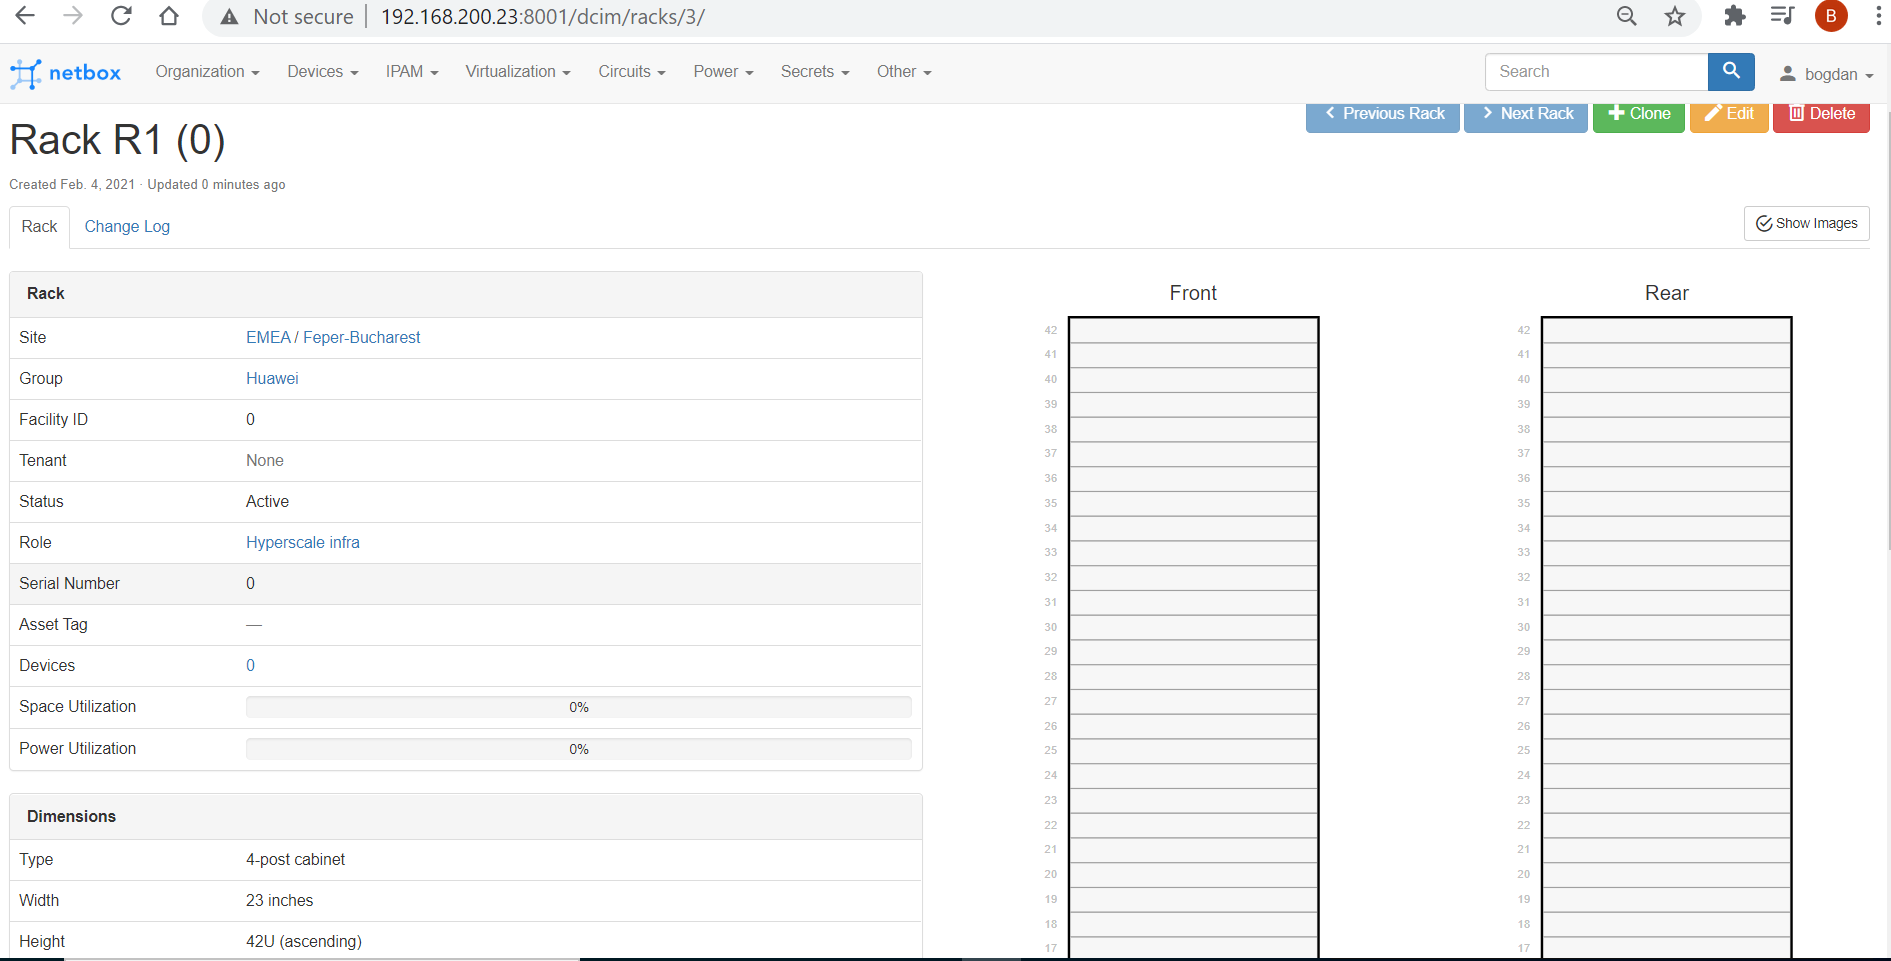 Not secure | 192.168.200.23:8001/dcim/racks/3/
B
netbox Organization Devices IPAM Virtualization Circuits Power Secrets Other Search bogdan
Rack R1 (0) Previous Rack Next Rack Clone Edit Delete
Created Feb. 4, 2021 · Updated 0 minutes ago
Rack Change Log Show Images
Rack
Site EMEA / Feper-Bucharest
Group Huawei
Facility ID 0
Tenant None
Status Active
Role Hyperscale infra
Serial Number 0
Asset Tag —
Devices 0
Space Utilization 0%
Power Utilization 0%
Dimensions
Type 4-post cabinet
Width 23 inches
Height 42U (ascending)
Front
42
41
40
39
38
37
36
35
34
33
32
31
30
29
28
27
26
25
24
23
22
21
20
19
18
17
Rear
42
41
40
39
38
37
36
35
34
33
32
31
30
29
28
27
26
25
24
23
22
21
20
19
18
17